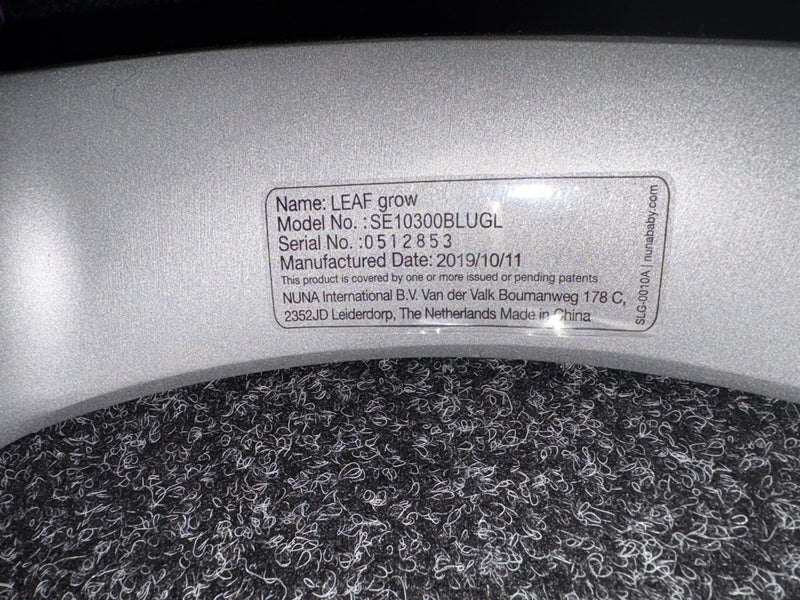 Name: LEAF grow
Model No. :SE10300BLUGL
Serial No. :0512853
Manufactured Date: 2019/10/11
This product is covered by one or more issued or pending patents
NUNA International B.V. Van der Valk Boumanweg 178 C,
2352JD Leiderdorp, The Netherlands Made in China
SLG-0010A | nunababy.com